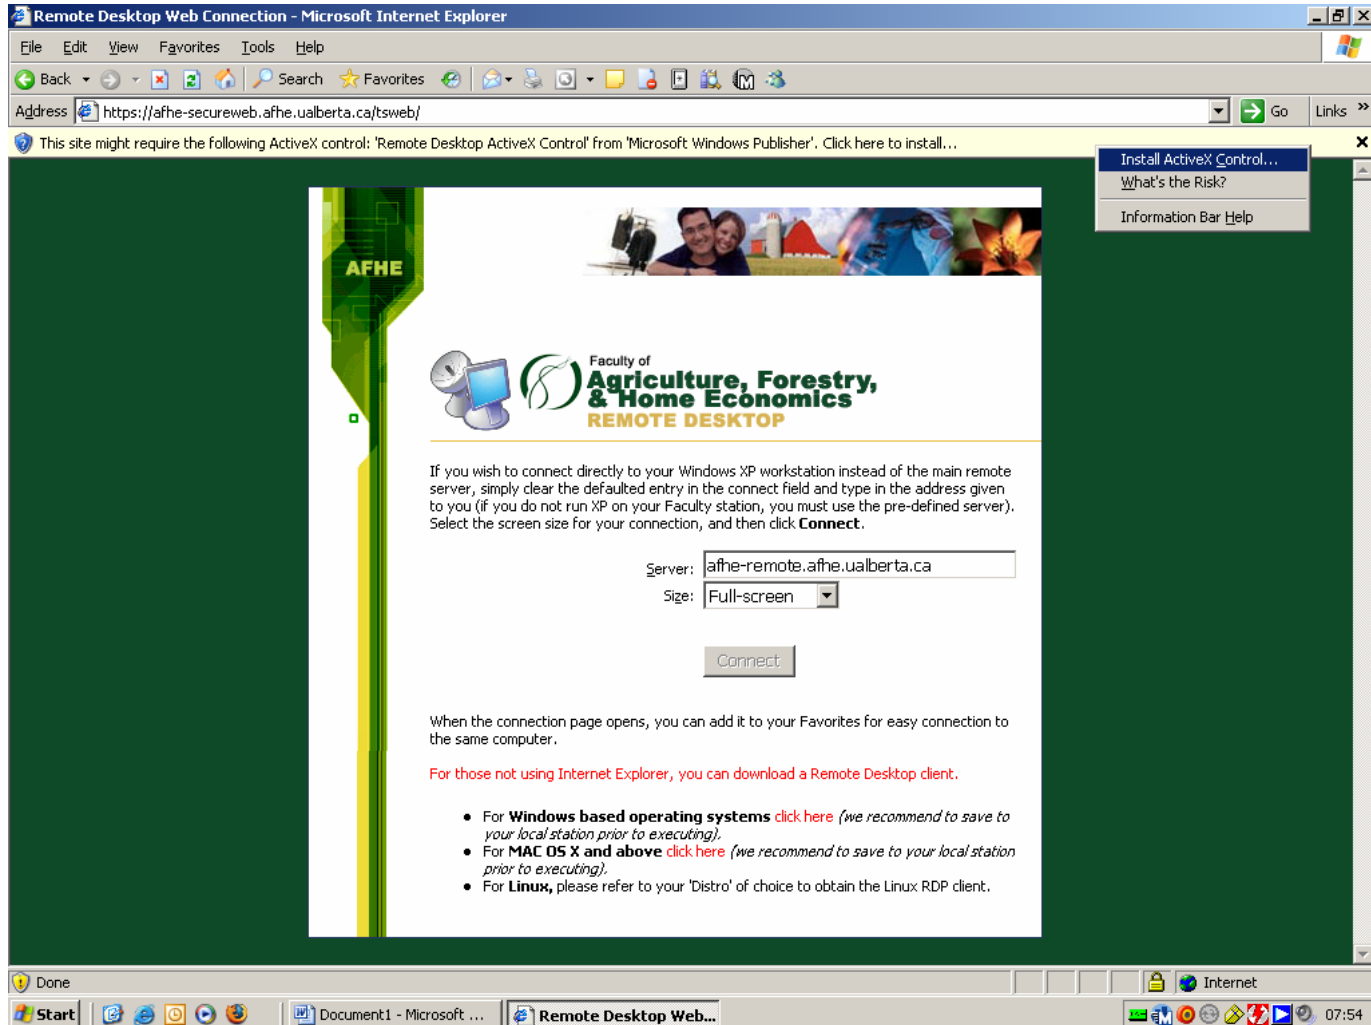 Remote Desktop Web Connection - Microsoft Internet Explorer
File Edit View Favorites Tools Help
Back Search Favorites
Address https://afhe-secureweb.afhe.ualberta.ca/tsweb/ Go Links »
This site might require the following ActiveX control: 'Remote Desktop ActiveX Control' from 'Microsoft Windows Publisher'. Click here to install...
Install ActiveX Control...
What's the Risk?
Information Bar Help
AFHE
Faculty of
Agriculture, Forestry,
& Home Economics
REMOTE DESKTOP
If you wish to connect directly to your Windows XP workstation instead of the main remote
server, simply clear the defaulted entry in the connect field and type in the address given
to you (if you do not run XP on your Faculty station, you must use the pre-defined server).
Select the screen size for your connection, and then click Connect.
Server: afhe-remote.afhe.ualberta.ca
Size: Full-screen
Connect
When the connection page opens, you can add it to your Favorites for easy connection to
the same computer.
For those not using Internet Explorer, you can download a Remote Desktop client.
• For Windows based operating systems click here (we recommend to save to
your local station prior to executing).
• For MAC OS X and above click here (we recommend to save to your local station
prior to executing).
• For Linux, please refer to your 'Distro' of choice to obtain the Linux RDP client.
Done Internet
Start Document1 - Microsoft ... Remote Desktop Web... 07:54